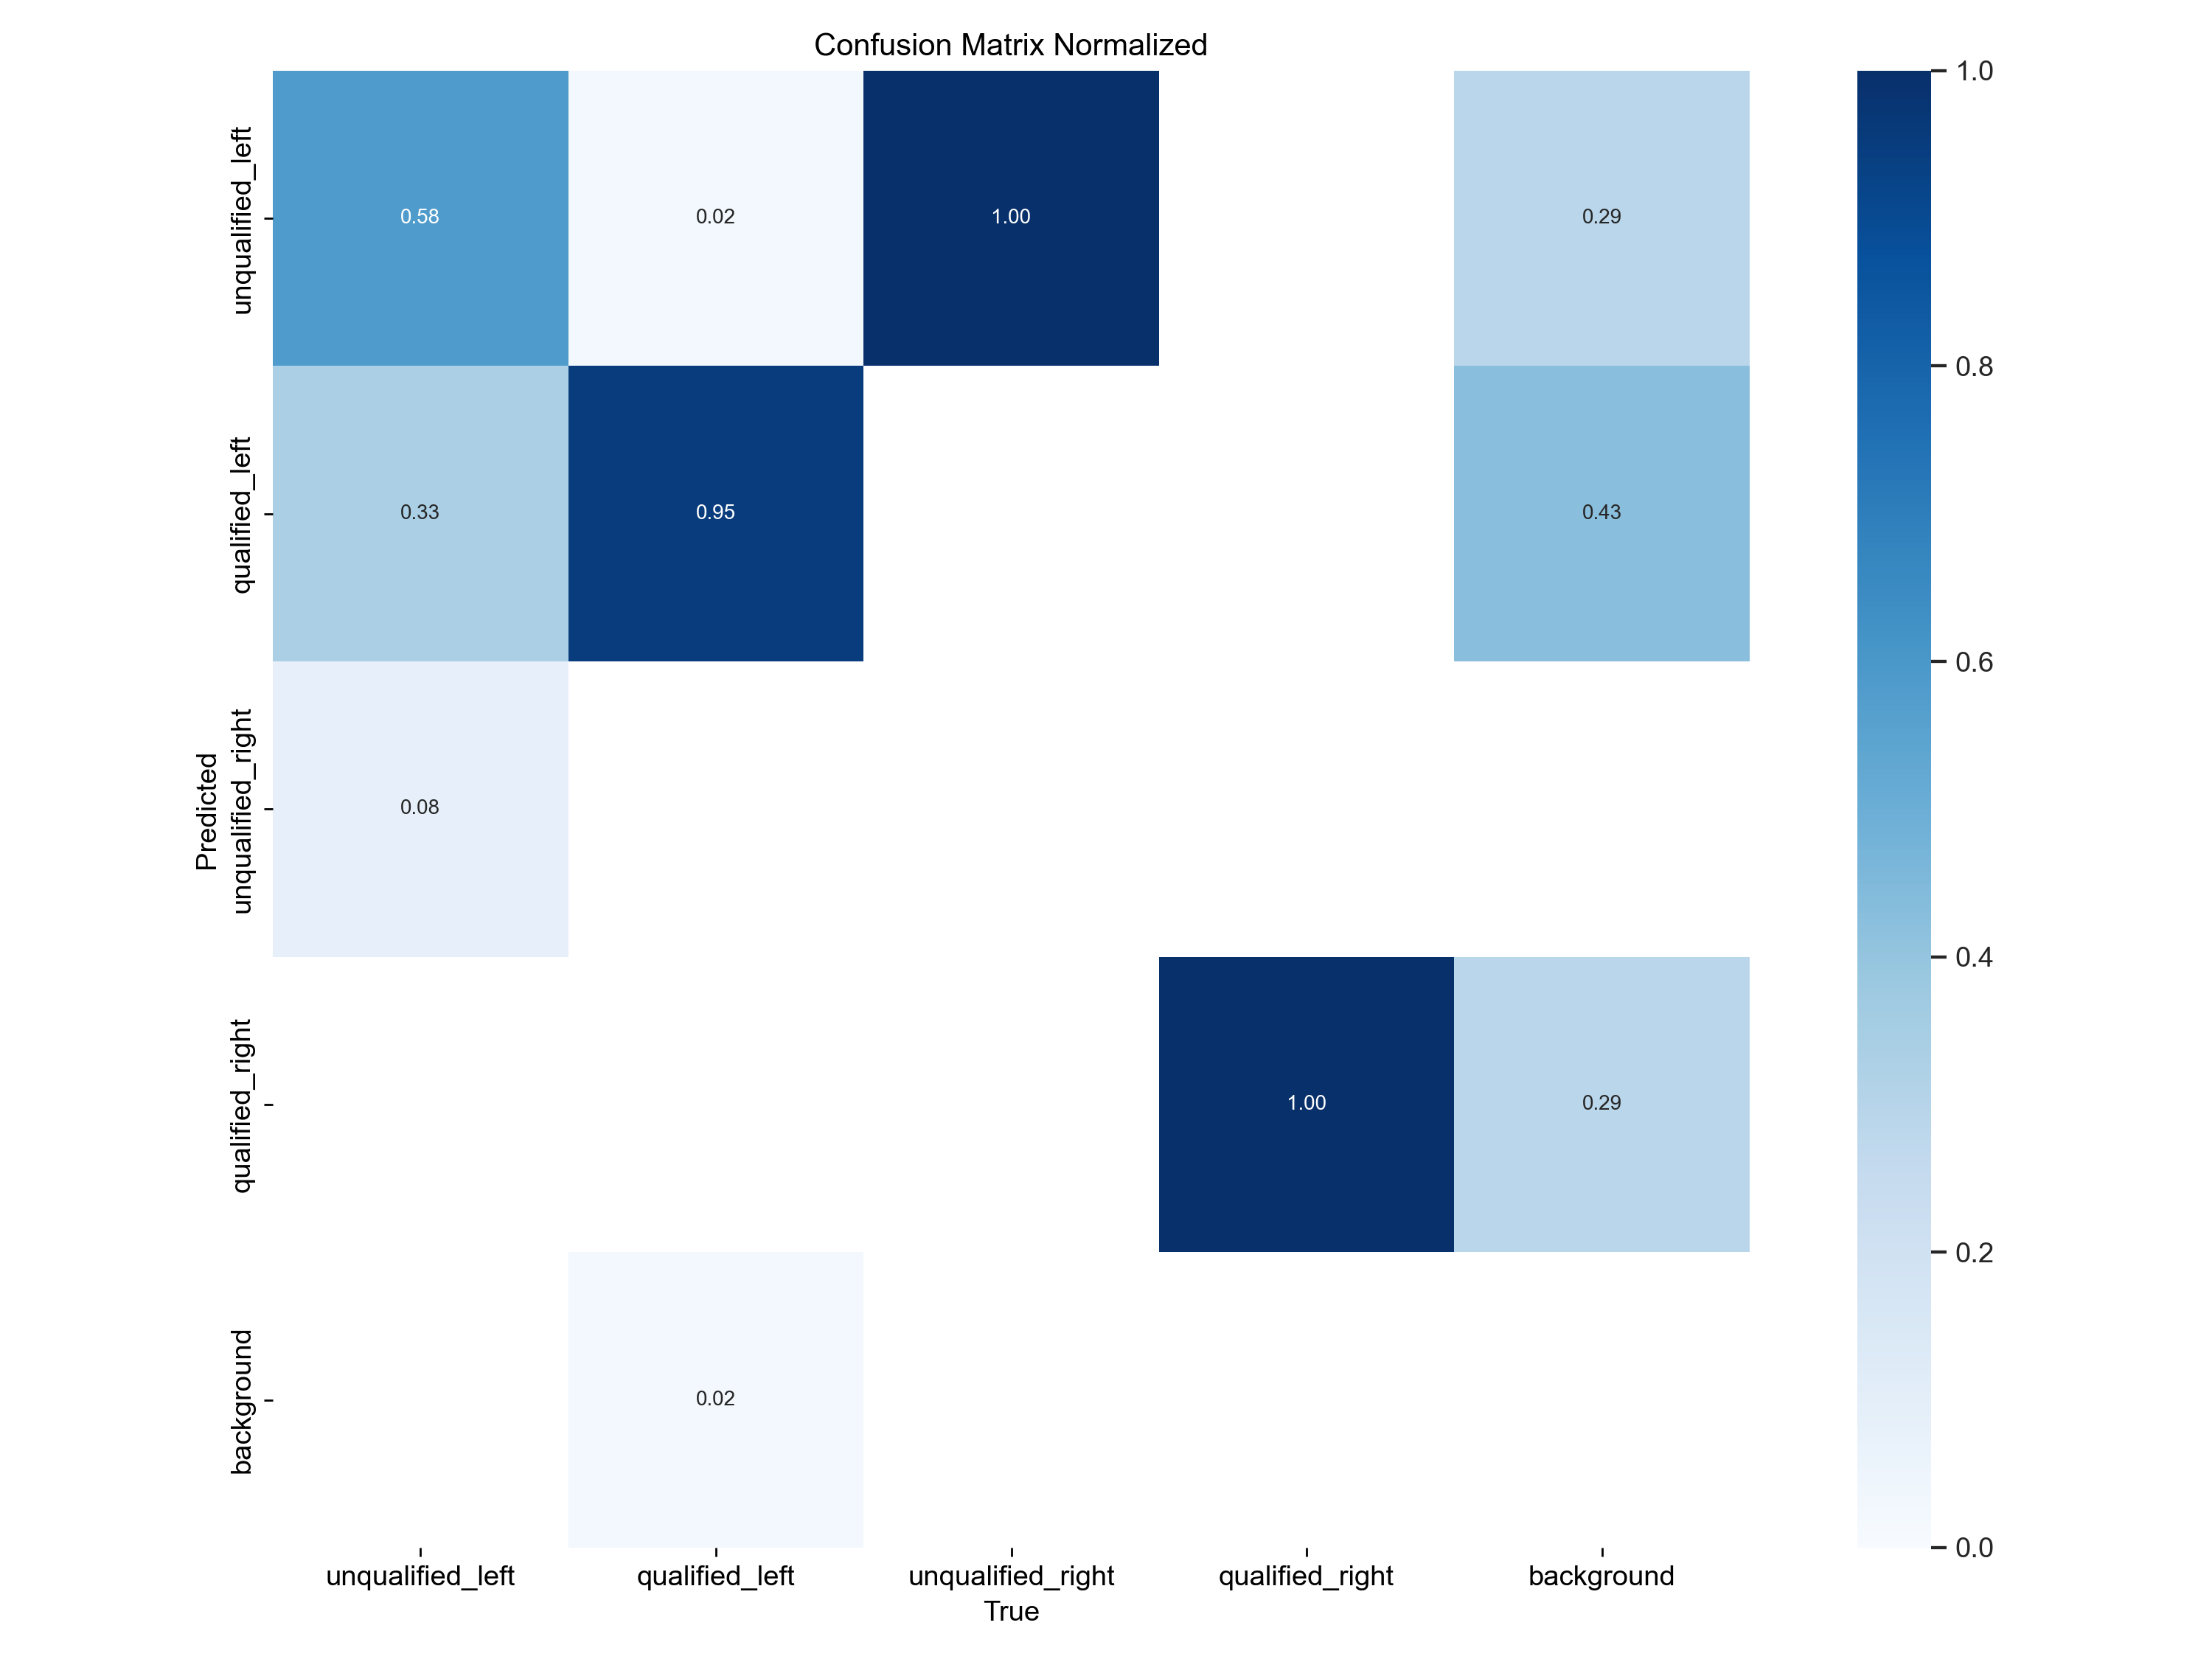 Confusion Matrix Normalized
Predicted
unqualified_left
0.58
0.02
1.00
0.29
qualified_left
0.33
0.95
0.43
unqualified_right
0.08
qualified_right
1.00
0.29
background
0.02
unqualified_left
qualified_left
unqualified_right
qualified_right
background
True
1.0
0.8
0.6
0.4
0.2
0.0